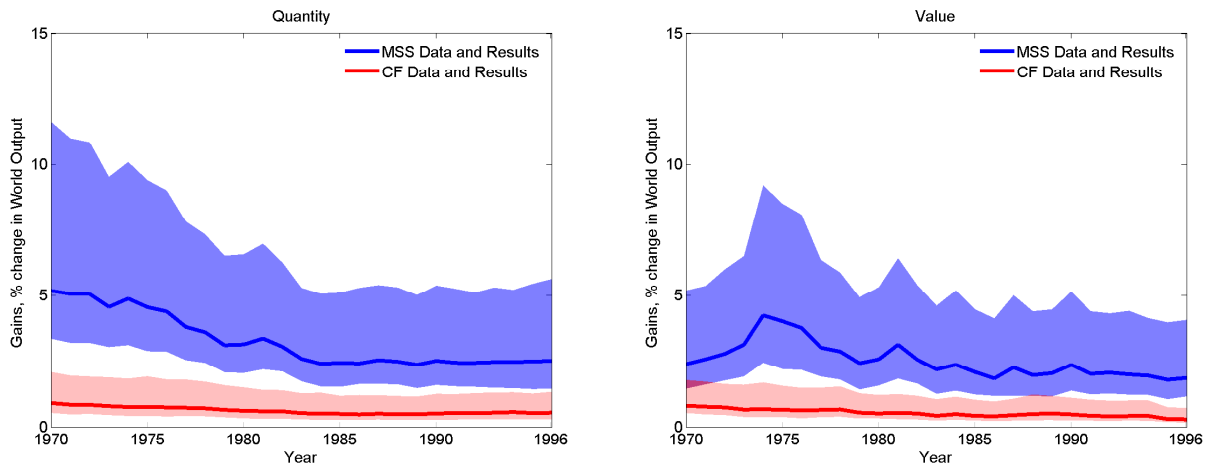 Quantity
15
MSS Data and Results
CF Data and Results
10
5
0
Gains, % change in World Output
1970
1975
1980
1985
1990
1996
Year
Value
15
MSS Data and Results
CF Data and Results
10
5
0
Gains, % change in World Output
1970
1975
1980
1985
1990
1996
Year